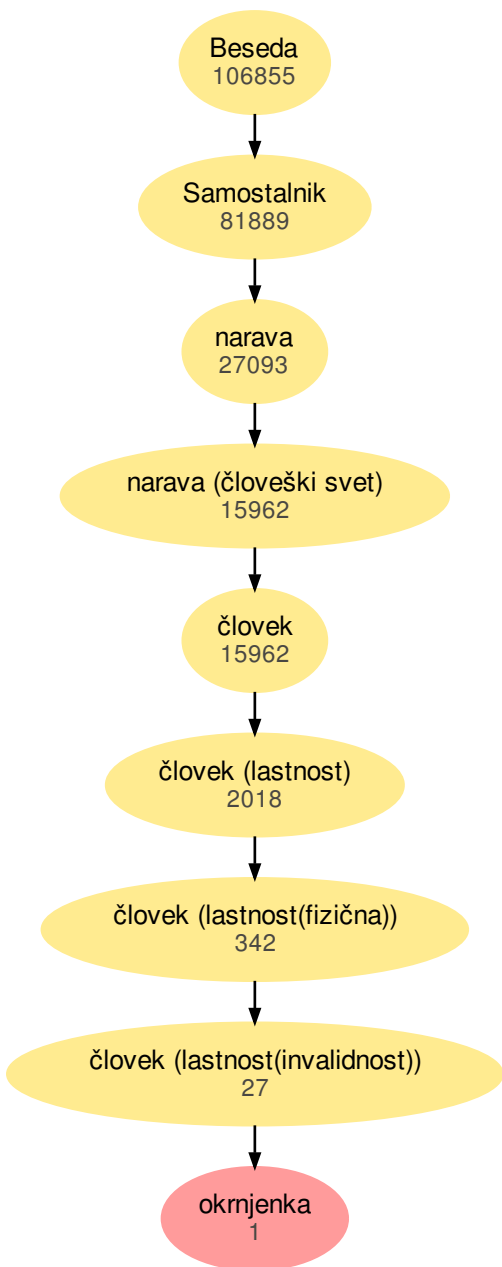 Beseda
106855
Samostalnik
81889
narava
27093
narava (človeški svet)
15962
človek
15962
človek (lastnost)
2018
človek (lastnost(fizična))
342
človek (lastnost(invalidnost))
27
okrnjenka
1